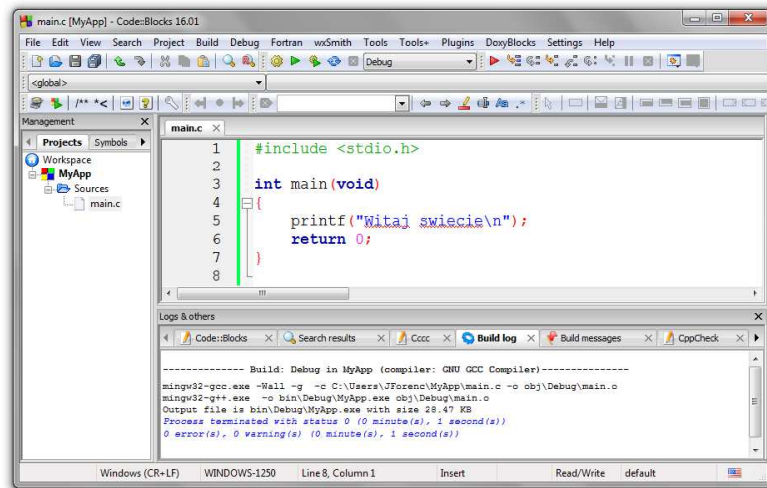 main.c [MyApp] - Code::Blocks 16.01
File Edit View Search Project Build Debug Fortran wxSmith Tools Tools+ Plugins DoxyBlocks Settings Help
Debug
<global>
/** *<
Management
Projects Symbols
Workspace
MyApp
Sources
main.c
main.c
1 #include <stdio.h>
2
3 int main(void)
4 {
5 printf("Witaj swiecie\n");
6 return 0;
7 }
8
Logs & others
Code::Blocks Search results Cccc Build log Build messages CppCheck
-------------- Build: Debug in MyApp (compiler: GNU GCC Compiler)---------------
mingw32-gcc.exe -Wall -g -c C:\Users\JForenc\MyApp\main.c -o obj\Debug\main.o
mingw32-g++.exe -o bin\Debug\MyApp.exe obj\Debug\main.o
Output file is bin\Debug\MyApp.exe with size 28.47 KB
Process terminated with status 0 (0 minute(s), 1 second(s))
0 error(s), 0 warning(s) (0 minute(s), 1 second(s))
Windows (CR+LF) WINDOWS-1250 Line 8, Column 1 Insert Read/Write default